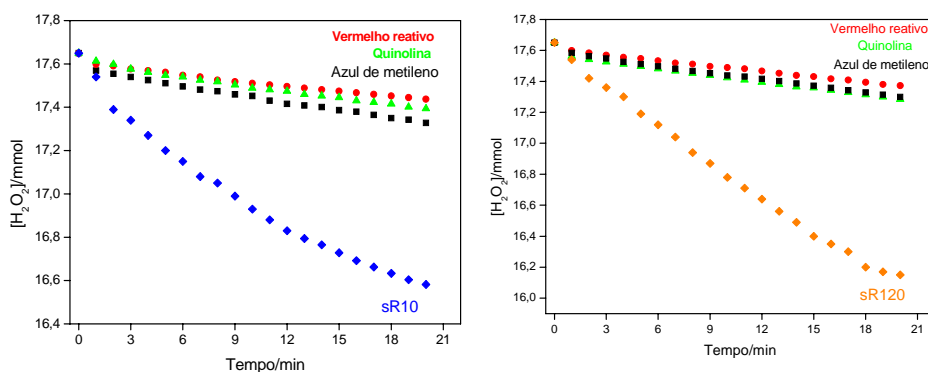 17,8
17,6
17,4
17,2
17,0
16,8
16,6
16,4
[H₂O₂]/mmol
Vermelho reativo
Quinolina
Azul de metileno
sR10
0 3 6 9 12 15 18 21
Tempo/min
17,8
17,6
17,4
17,2
17,0
16,8
16,6
16,4
16,2
16,0
[H₂O₂]/mmol
Vermelho reativo
Quinolina
Azul de metileno
sR120
0 3 6 9 12 15 18 21
Tempo/min